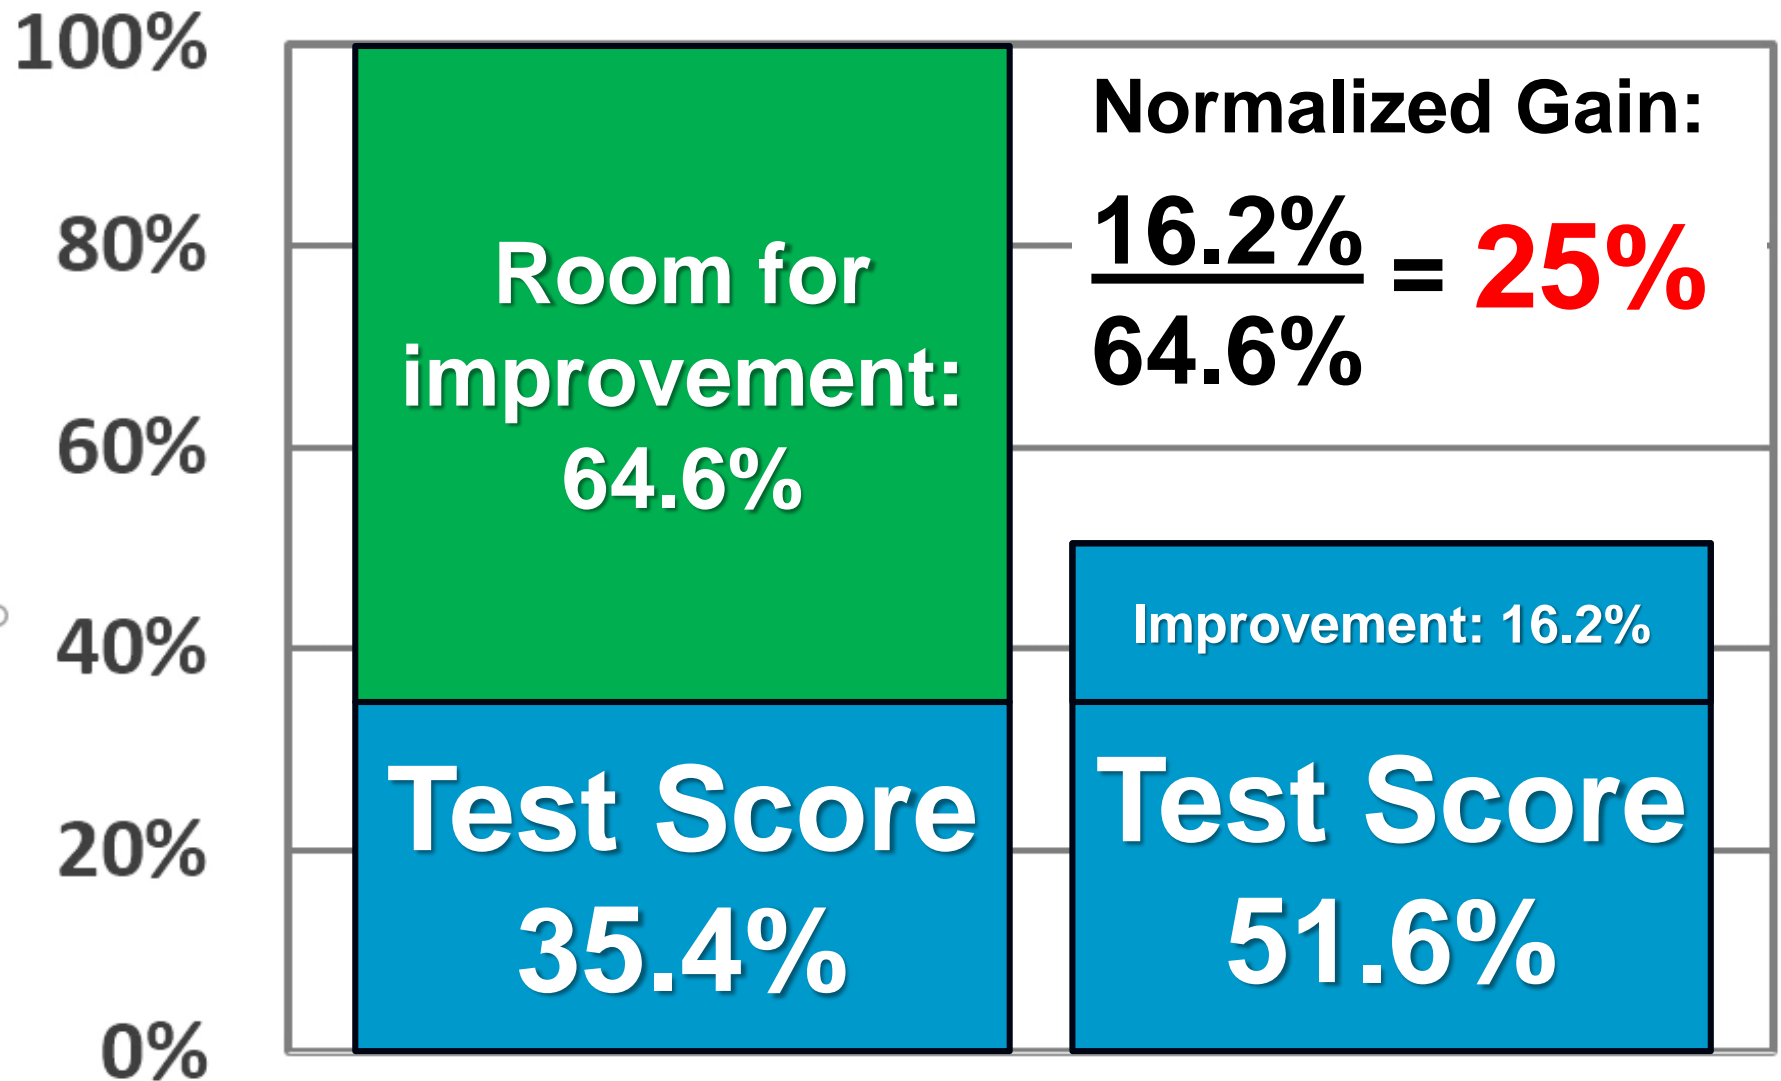 100%
80%
60%
40%
20%
0%
Room for
improvement:
64.6%
Test Score
35.4%
Normalized Gain:
16.2%
64.6%
= 25%
Improvement: 16.2%
Test Score
51.6%